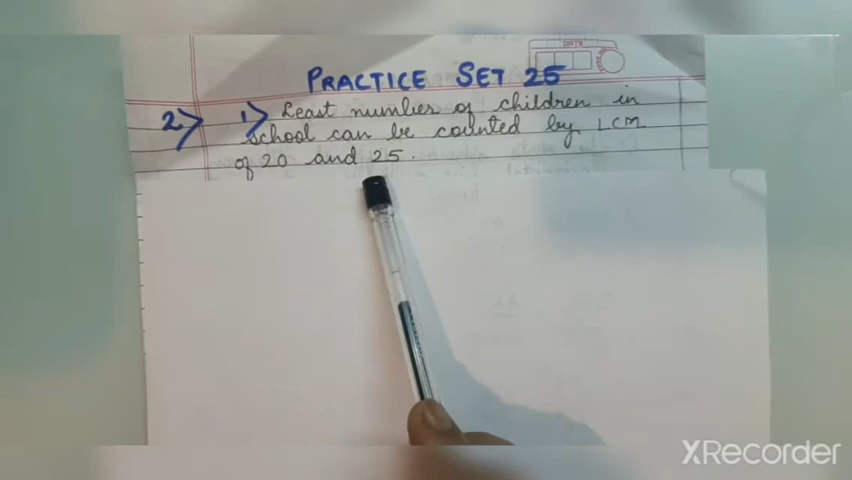 DATE
PRACTICE SET 25
2> 1> Least number of children in
school can be counted by LCM
of 20 and 25.
XRecorder